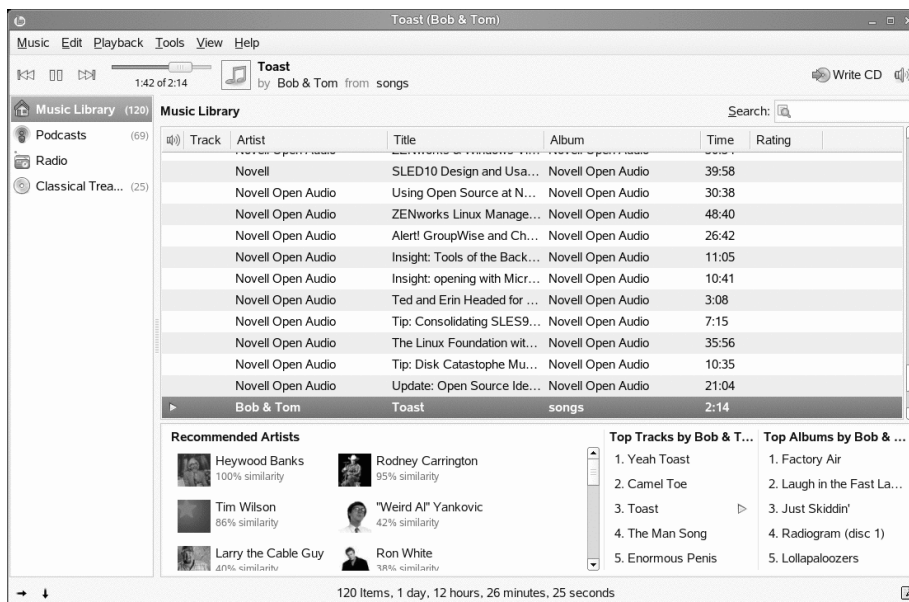 Toast (Bob & Tom)
Music Edit Playback Tools View Help
Toast
by Bob & Tom from songs
1:42 of 2:14
Write CD
Music Library (120)
Podcasts (69)
Radio
Classical Trea... (25)
Music Library
Search:
Track Artist Title Album Time Rating
Novell Open Audio
Novell SLED10 Design and Usa... Novell Open Audio 39:58
Novell Open Audio Using Open Source at N... Novell Open Audio 30:38
Novell Open Audio ZENworks Linux Manage... Novell Open Audio 48:40
Novell Open Audio Alert! GroupWise and Ch... Novell Open Audio 26:42
Novell Open Audio Insight: Tools of the Back... Novell Open Audio 11:05
Novell Open Audio Insight: opening with Micr... Novell Open Audio 10:41
Novell Open Audio Ted and Erin Headed for ... Novell Open Audio 3:08
Novell Open Audio Tip: Consolidating SLES9... Novell Open Audio 7:15
Novell Open Audio The Linux Foundation wit... Novell Open Audio 35:56
Novell Open Audio Tip: Disk Catastophe Mu... Novell Open Audio 10:35
Novell Open Audio Update: Open Source Ide... Novell Open Audio 21:04
Bob & Tom Toast songs 2:14
Recommended Artists
Heywood Banks
100% similarity
Rodney Carrington
95% similarity
Tim Wilson
86% similarity
"Weird Al" Yankovic
42% similarity
Larry the Cable Guy
40% similarity
Ron White
38% similarity
Top Tracks by Bob & T...
1. Yeah Toast
2. Camel Toe
3. Toast
4. The Man Song
5. Enormous Penis
Top Albums by Bob & ...
1. Factory Air
2. Laugh in the Fast La...
3. Just Skiddin'
4. Radiogram (disc 1)
5. Lollapaloozers
120 Items, 1 day, 12 hours, 26 minutes, 25 seconds